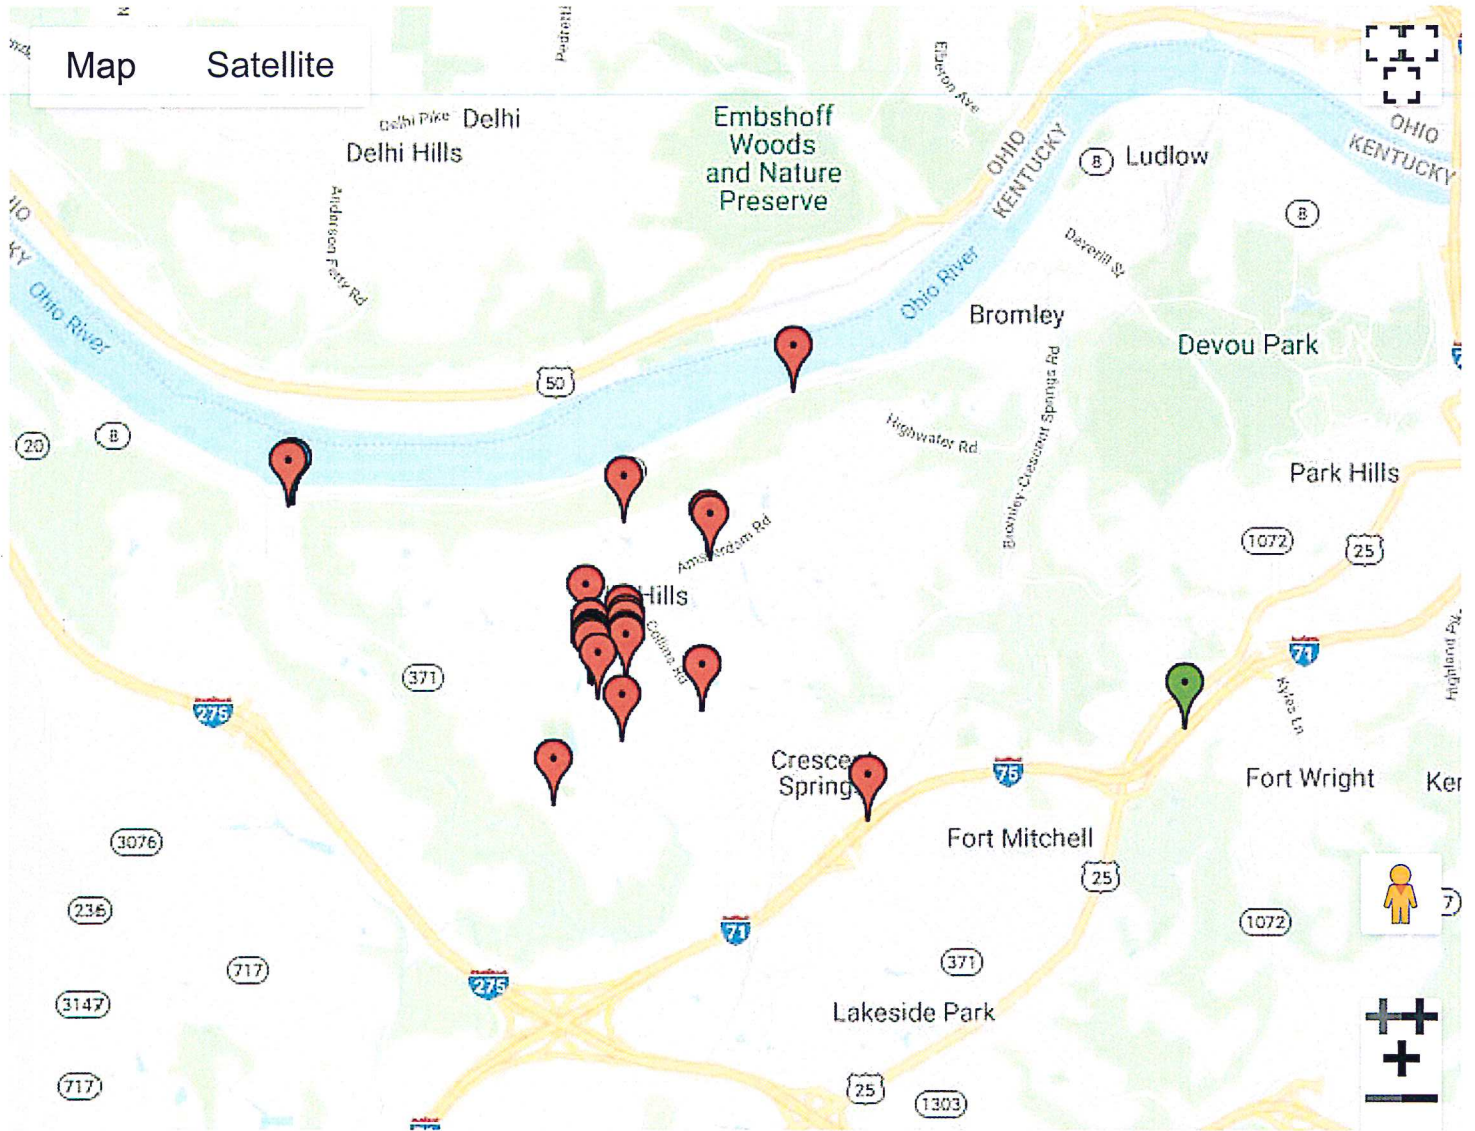 Map Satellite
Delhi Pike Delhi
Delhi Hills
Anderson Ferry Rd
Embshoff
Woods
and Nature
Preserve
OHIO
KENTUCKY
8 Ludlow
OHIO
KENTUCKY
8
Deverill St
Ohio River
Ohio River
Bromley
Devou Park
50
20
8
Highwater Rd
Bromley-Crescent Springs Rd
Park Hills
1072
25
Amsterdam Rd
Hills
Collins Rd
371
275
71
Kyles Ln
Springs
75
Fort Wright
3076
Fort Mitchell
25
236
71
1072
717
371
275
3147
Lakeside Park
717
25
1303